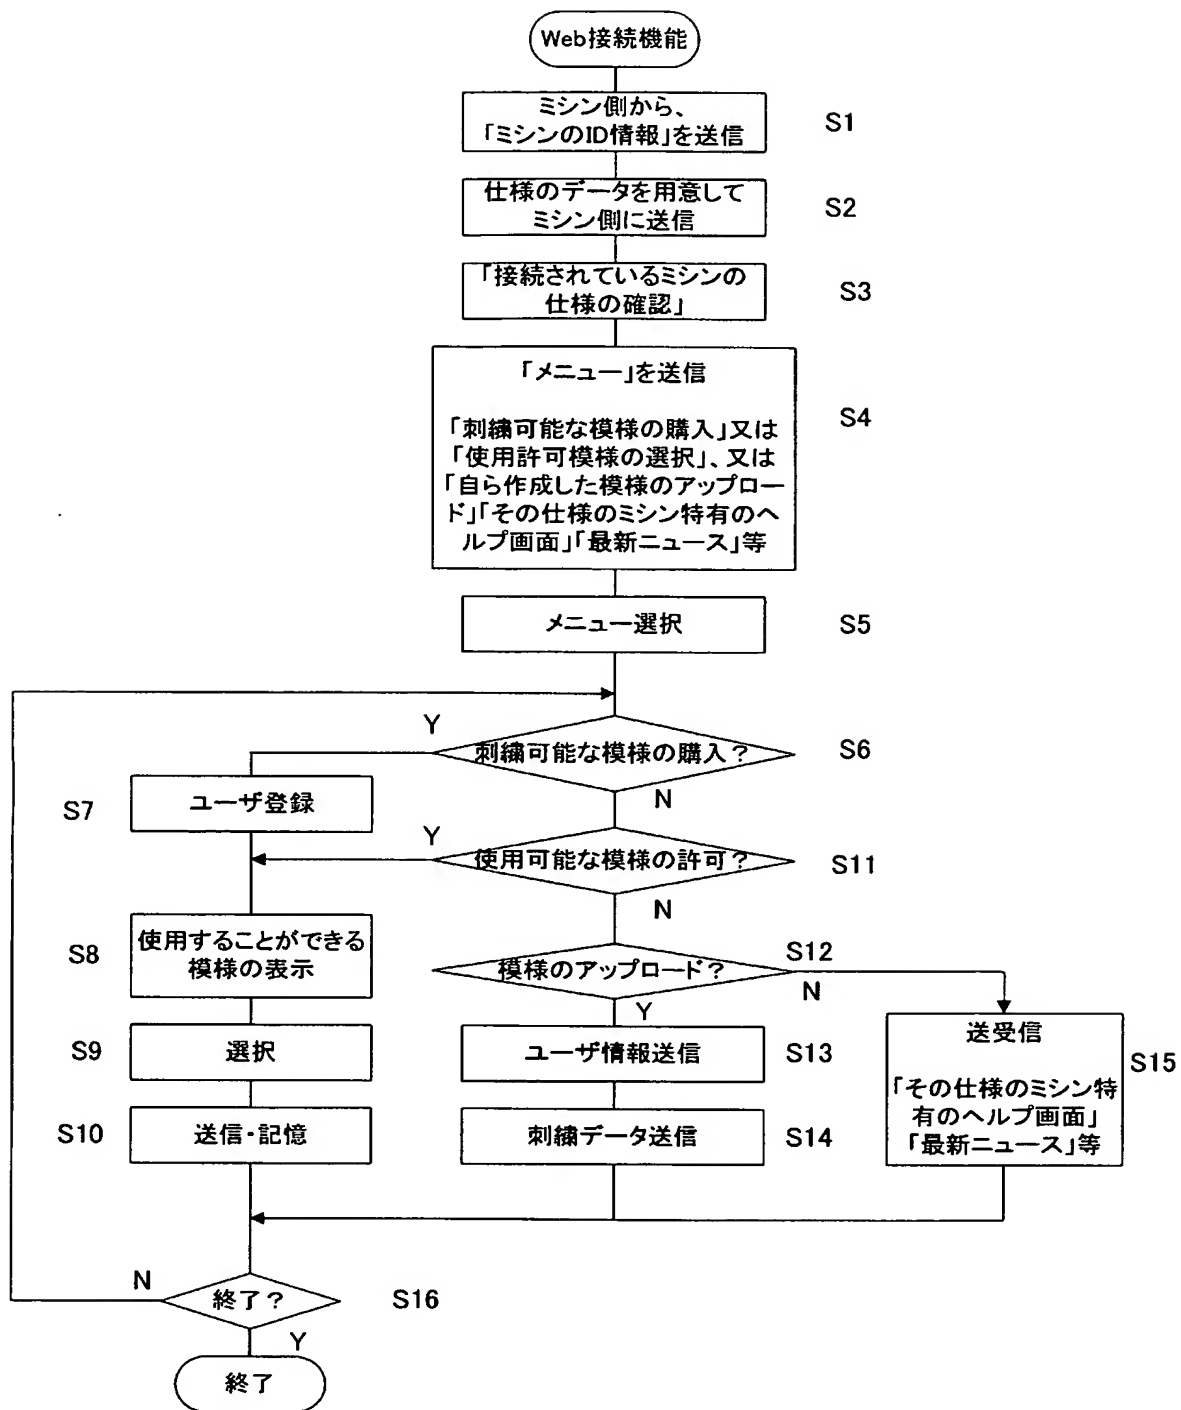 Web接続機能
ミシン側から、
「ミシンのID情報」を送信
S1
仕様のデータを用意して
ミシン側に送信
S2
「接続されているミシンの
仕様の確認」
S3
「メニュー」を送信
「刺繍可能な模様の購入」又は
「使用許可模様の選択」、又は
「自ら作成した模様のアップロー
ド」「その仕様のミシン特有のヘ
ルプ画面」「最新ニュース」等
S4
メニュー選択
S5
Y
刺繍可能な模様の購入?
S6
N
S7
ユーザ登録
Y
使用可能な模様の許可?
S11
N
S8
使用することができる
模様の表示
模様のアップロード?
S12
N
Y
S9
選択
ユーザ情報送信
S13
送受信
「その仕様のミシン特
有のヘルプ画面」
「最新ニュース」等
S15
S10
送信・記憶
刺繍データ送信
S14
N
終了?
S16
Y
終了